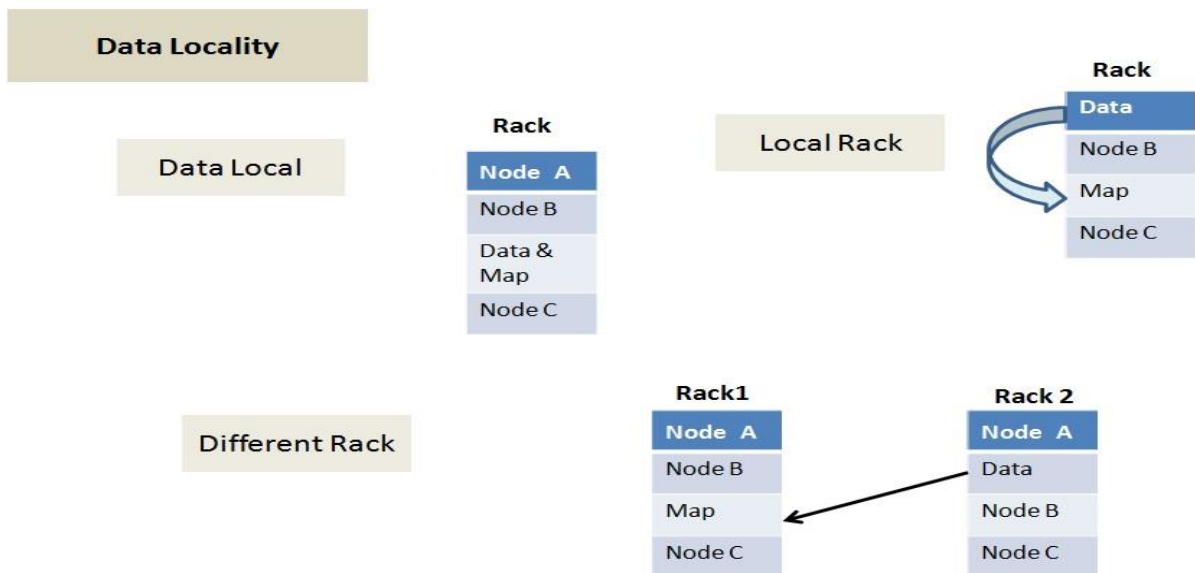 Data Locality
Data Local
Rack
Node A
Node B
Data &
Map
Node C
Local Rack
Rack
Data
Node B
Map
Node C
Different Rack
Rack1
Node A
Node B
Map
Node C
Rack 2
Node A
Data
Node B
Node C